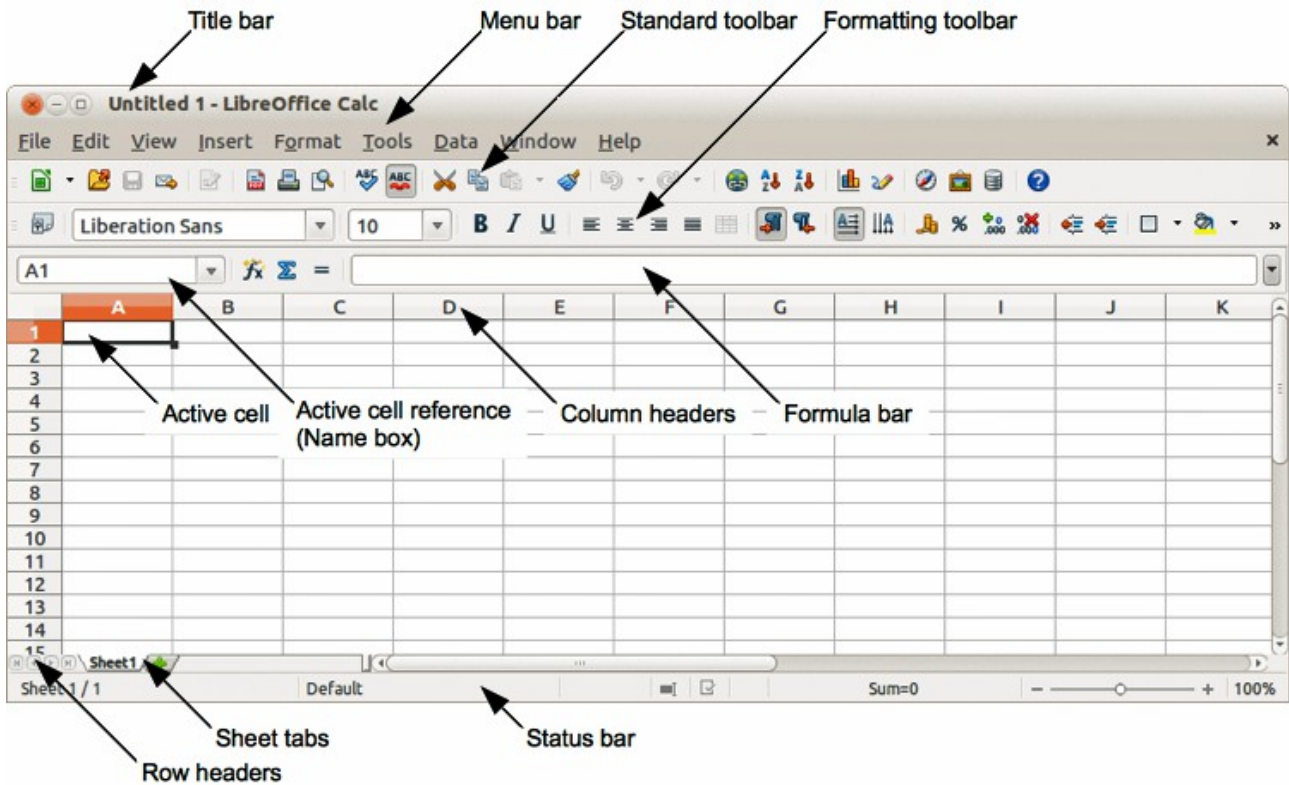 Title bar Menu bar Standard toolbar Formatting toolbar
Untitled 1 - LibreOffice Calc
File Edit View Insert Format Tools Data Window Help
Liberation Sans 10 B I U
A1
A B C D E F G H I J K
1
2
3
4
Active cell Active cell reference Column headers Formula bar
5
(Name box)
6
7
8
9
10
11
12
13
14
15
Sheet1
Sheet 1 / 1 Default Sum=0 100%
Sheet tabs Status bar
Row headers